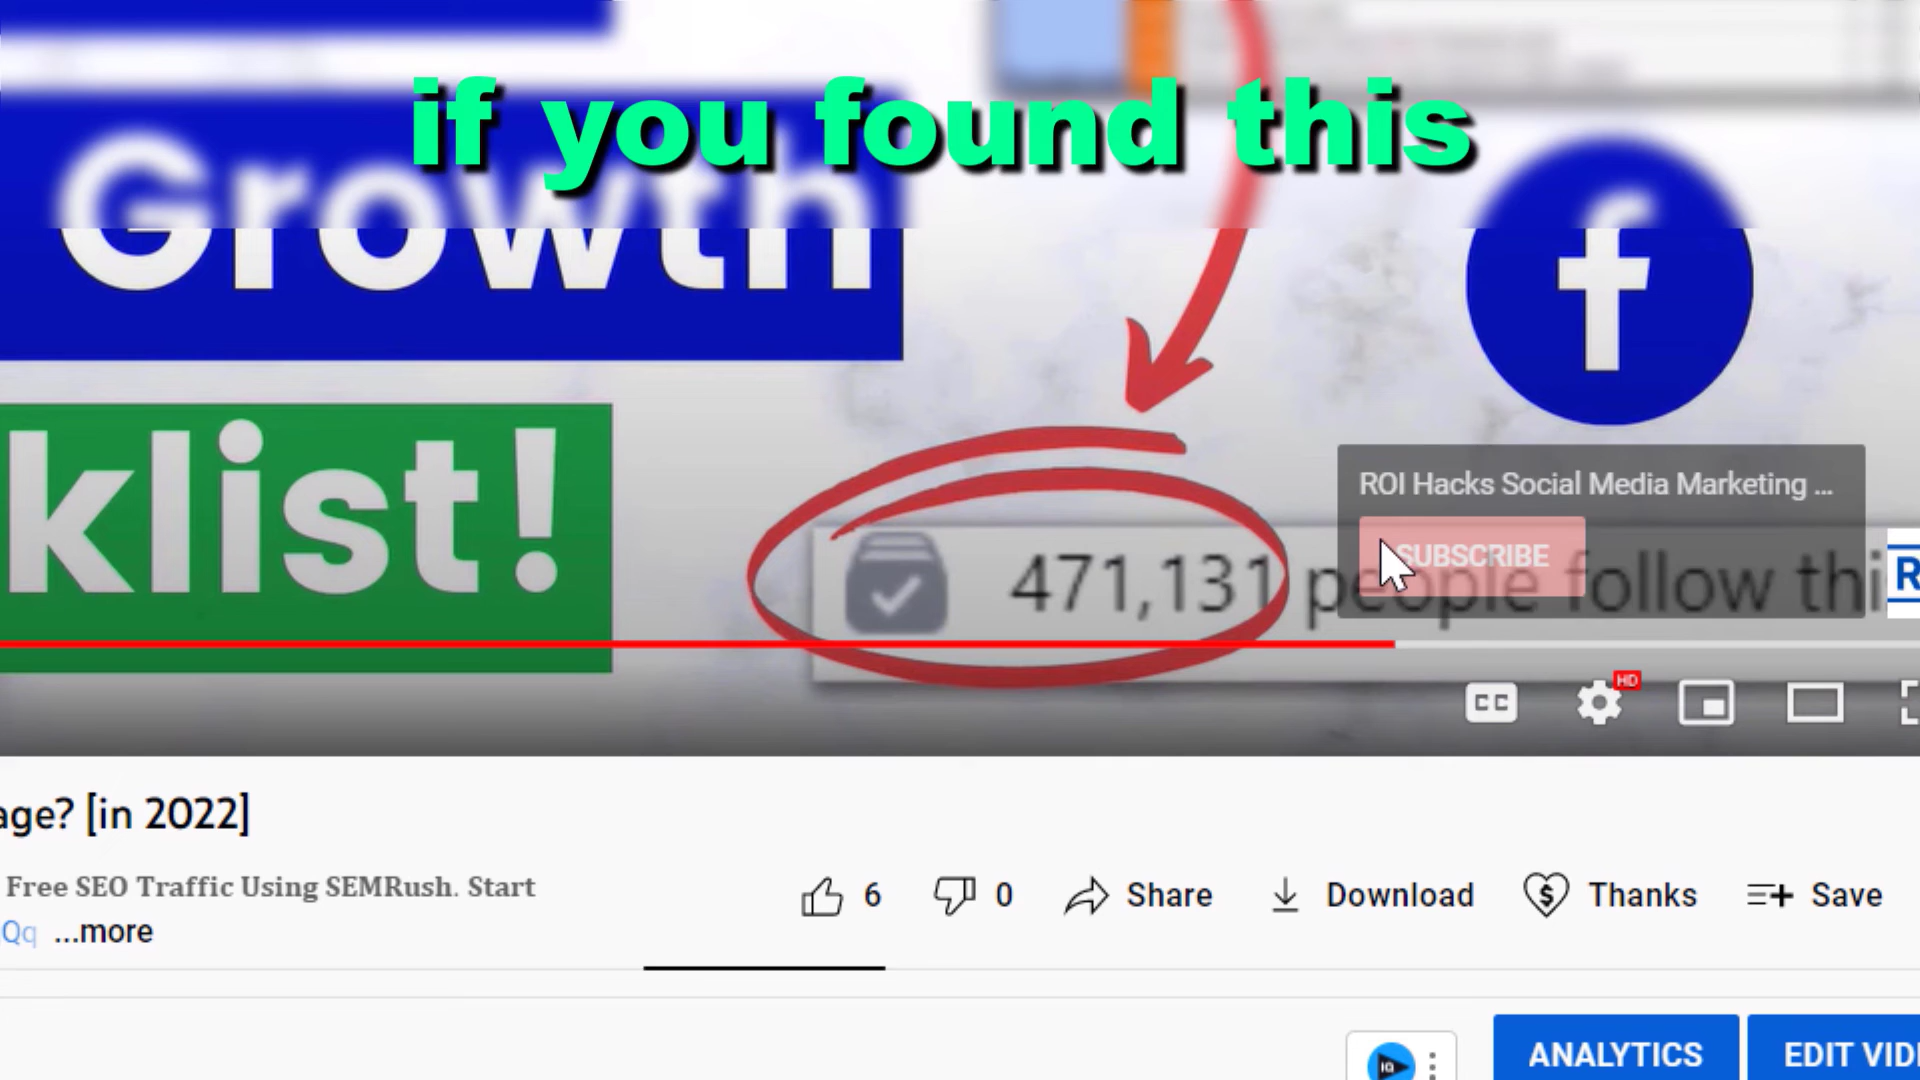 if you found this
Growth
f
klist!
ROI Hacks Social Media Marketing ...
SUBSCRIBE
471,131 people follow thi
R
HD
CC
age? [in 2022]
Free SEO Traffic Using SEMRush. Start
Qq ...more
6
0
Share
Download
$
Thanks
Save
IQ
ANALYTICS
EDIT VID